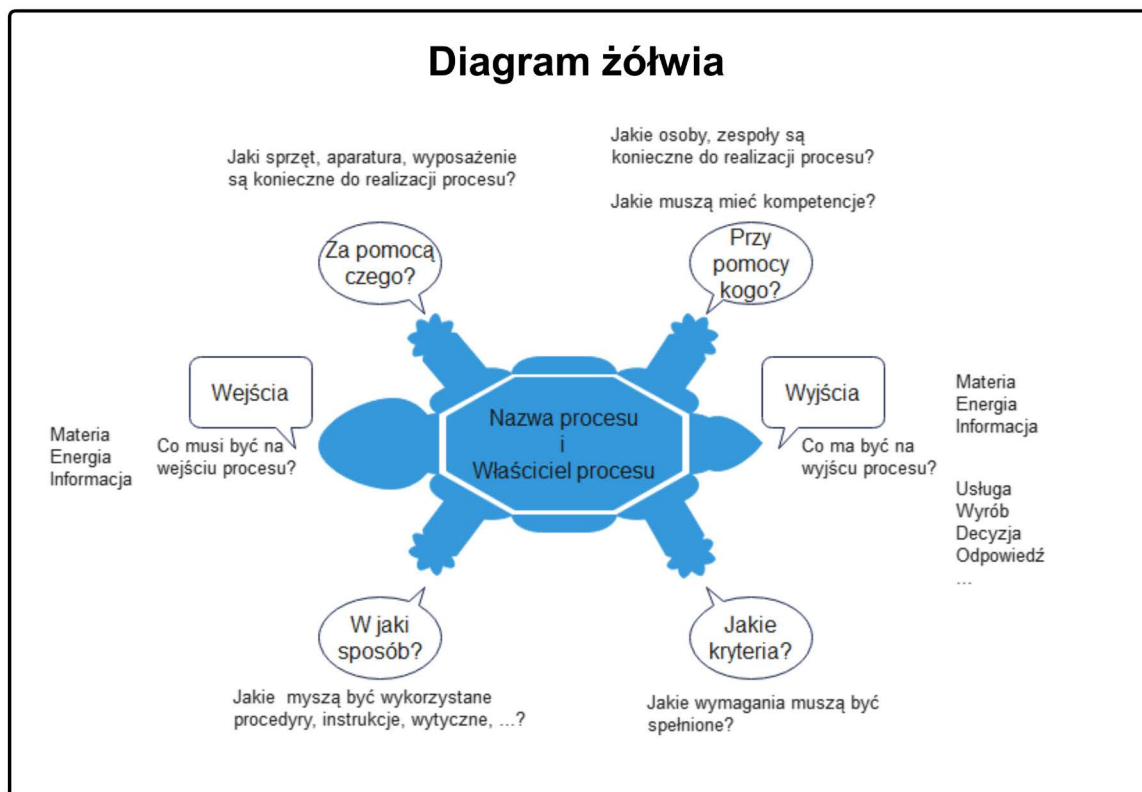 Diagram żółwia
Jaki sprzęt, aparatura, wyposażenie
są konieczne do realizacji procesu?
Jakie osoby, zespoły są
konieczne do realizacji procesu?
Jakie muszą mieć kompetencje?
Za pomocą
czego?
Przy
pomocy
kogo?
Wejścia
Co musi być na
wejściu procesu?
Materia
Energia
Informacja
Nazwa procesu
i
Właściciel procesu
Wyjścia
Co ma być na
wyjścu procesu?
Materia
Energia
Informacja
Usługa
Wyrób
Decyzja
Odpowiedź
...
W jaki
sposób?
Jakie myszą być wykorzystane
procedyry, instrukcje, wytyczne, ...?
Jakie
kryteria?
Jakie wymagania muszą być
spełnione?